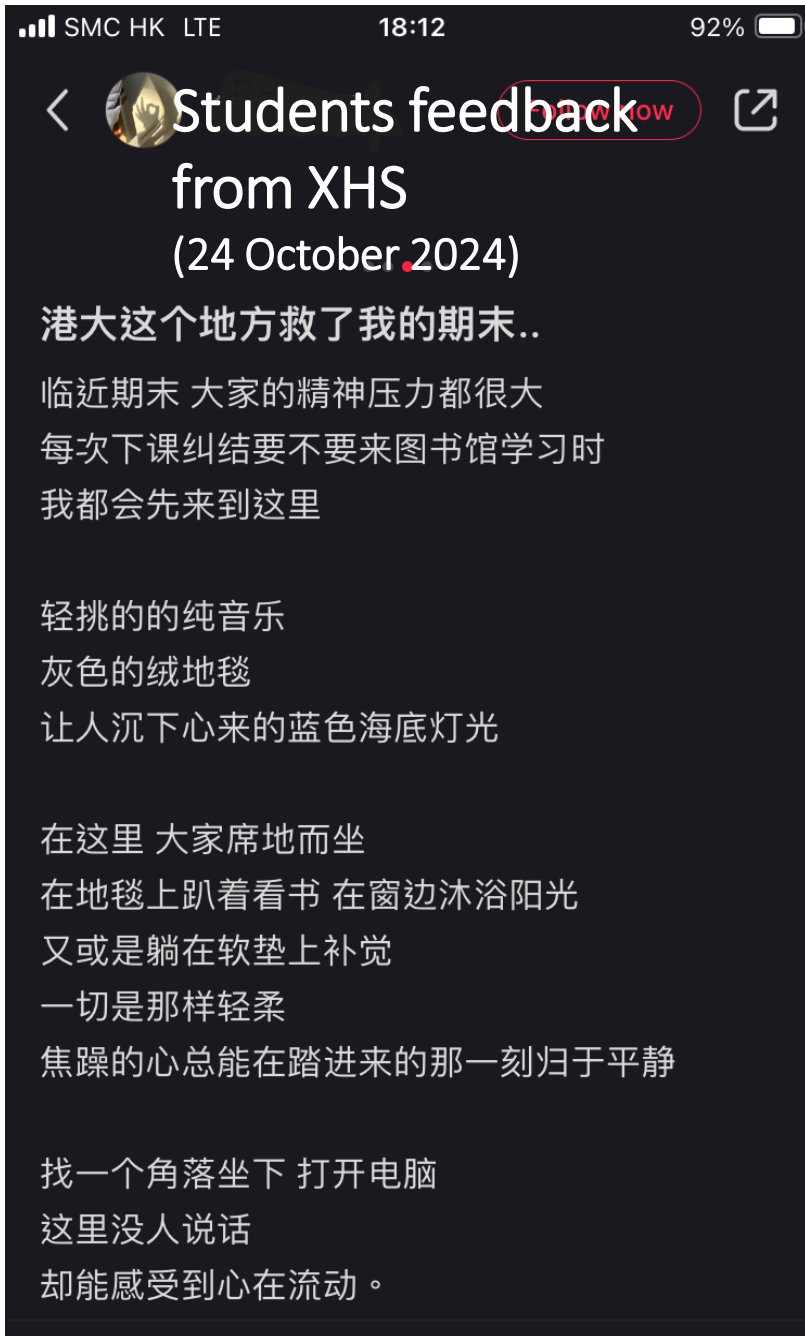 SMC HK LTE 18:12 92%
Students feedback
Follow now
from XHS
(24 October 2024)
港大这个地方救了我的期末..
临近期末 大家的精神压力都很大
每次下课纠结要不要来图书馆学习时
我都会先来到这里
轻挑的的纯音乐
灰色的绒地毯
让人沉下心来的蓝色海底灯光
在这里 大家席地而坐
在地毯上趴着看书 在窗边沐浴阳光
又或是躺在软垫上补觉
一切是那样轻柔
焦躁的心总能在踏进来的那一刻归于平静
找一个角落坐下 打开电脑
这里没人说话
却能感受到心在流动。